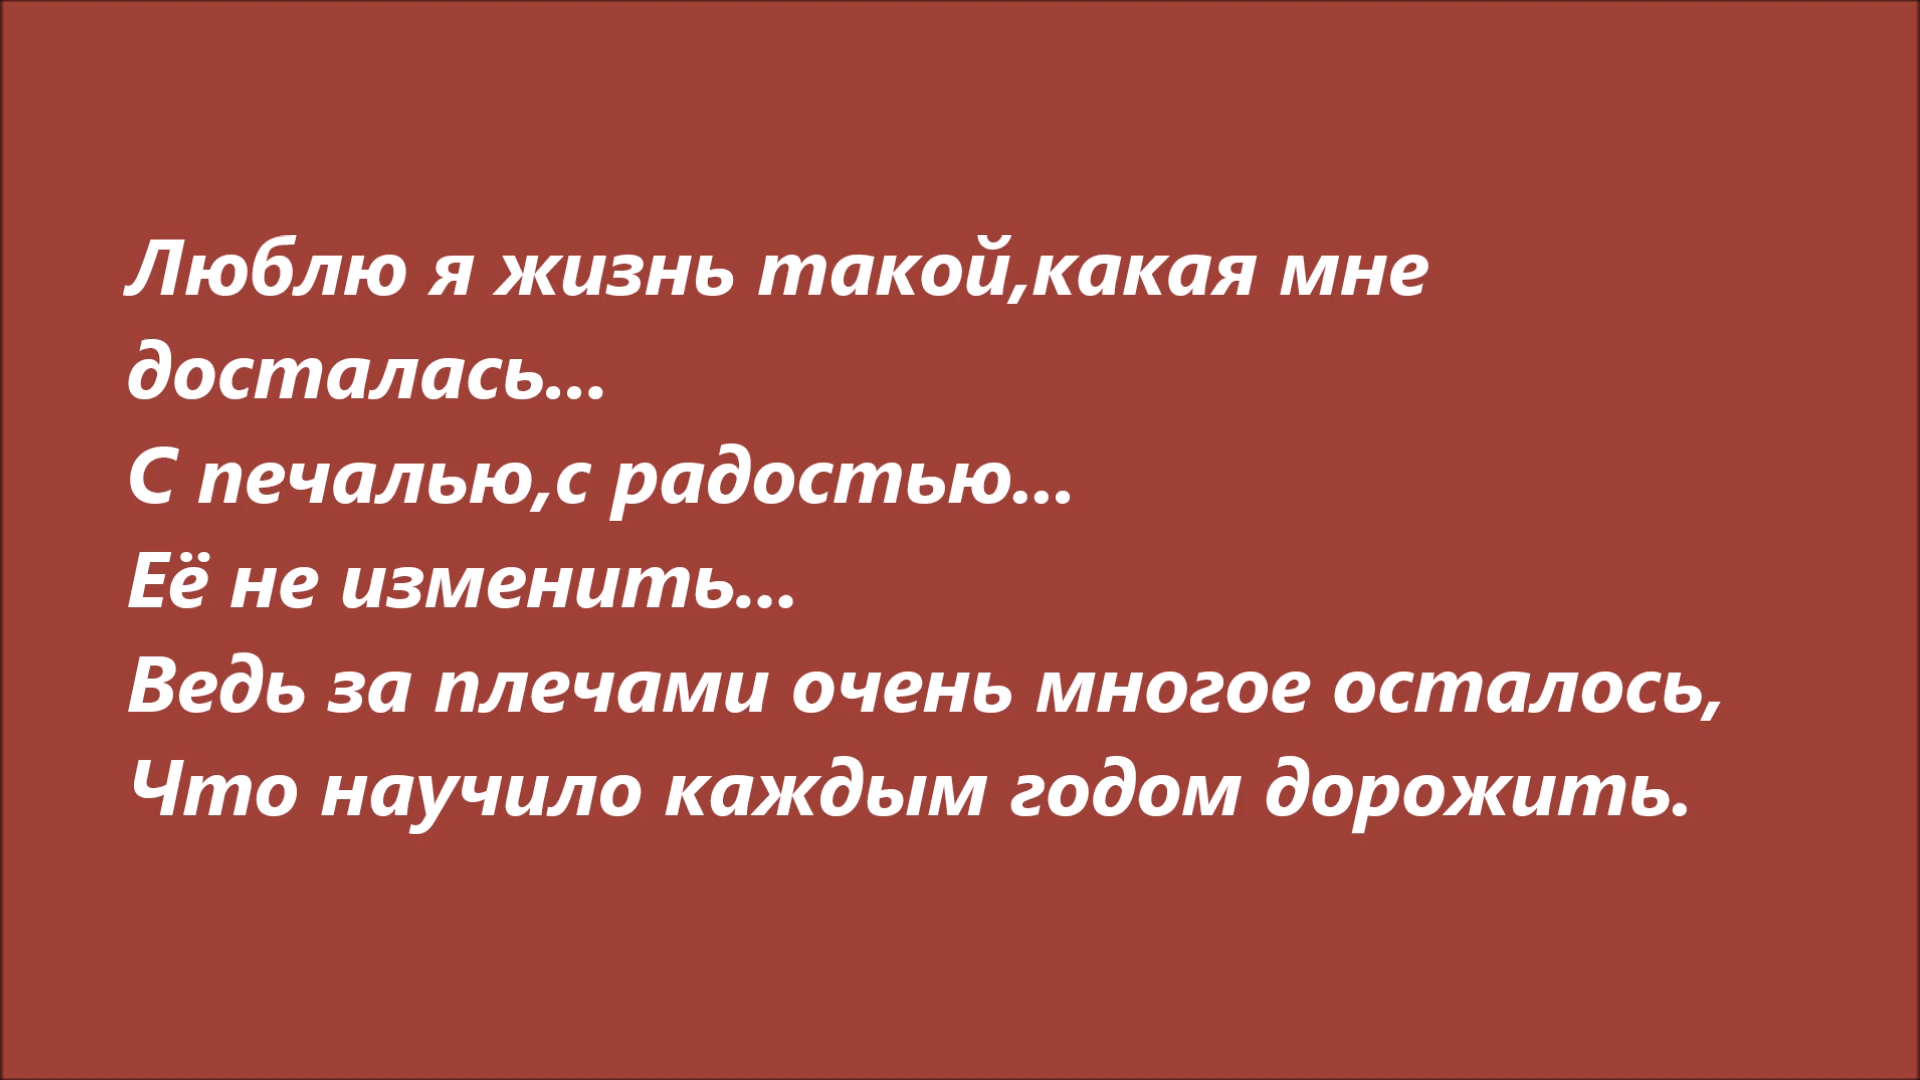 Люблю я жизнь такой,какая мне
досталась...
С печалью,с радостью...
Её не изменить...
Ведь за плечами очень многое осталось,
Что научило каждым годом дорожить.